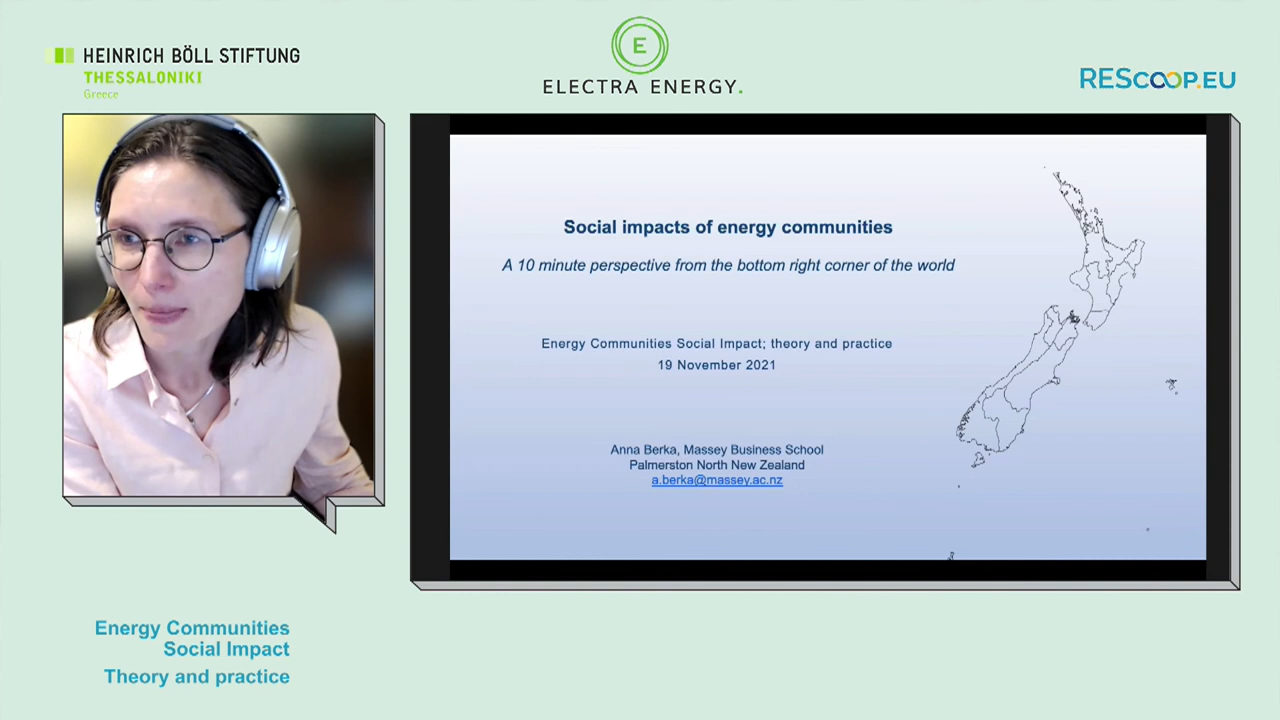 HEINRICH BÖLL STIFTUNG
THESSALONIKI
Greece
E
ELECTRA ENERGY.
REScoop.EU
Social impacts of energy communities
A 10 minute perspective from the bottom right corner of the world
Energy Communities Social Impact; theory and practice
19 November 2021
Anna Berka, Massey Business School
Palmerston North New Zealand
a.berka@massey.ac.nz
Energy Communities
Social Impact
Theory and practice